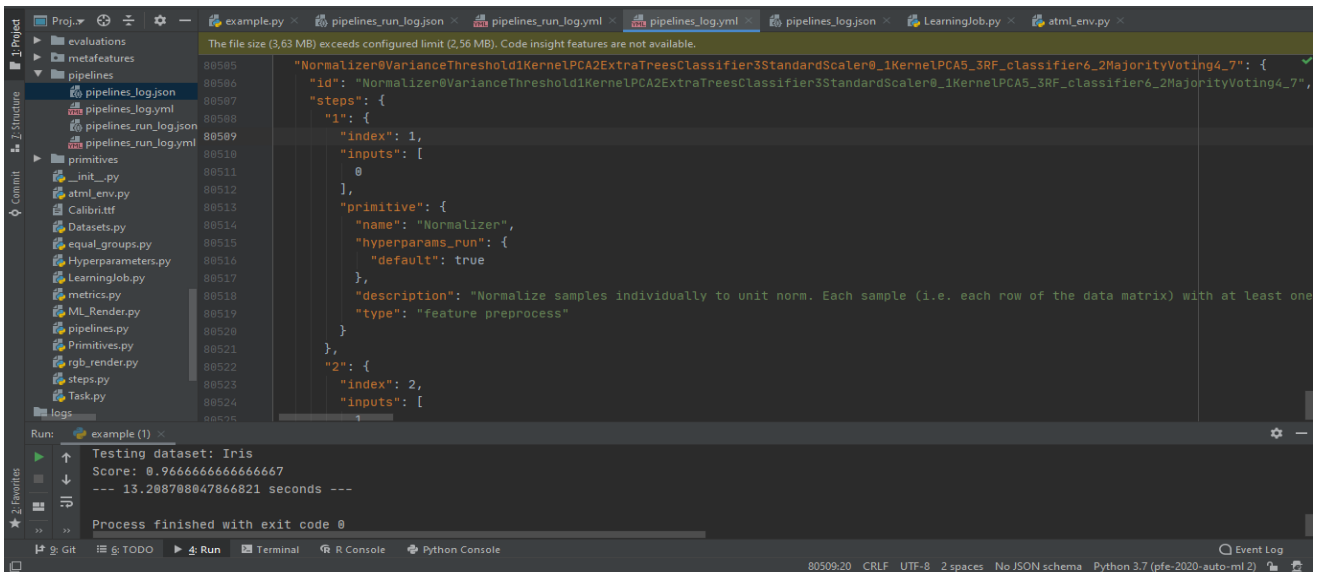 1: Project
Proj..
example.py
pipelines_run_log.json
pipelines_run_log.yml
pipelines_log.yml
pipelines_log.json
LearningJob.py
atml_env.py
The file size (3,63 MB) exceeds configured limit (2,56 MB). Code insight features are not available.
evaluations
metafeatures
pipelines
pipelines_log.json
pipelines_log.yml
pipelines_run_log.json
pipelines_run_log.yml
primitives
__init__.py
atml_env.py
Calibri.ttf
Datasets.py
equal_groups.py
Hyperparameters.py
LearningJob.py
metrics.py
ML_Render.py
pipelines.py
Primitives.py
rgb_render.py
steps.py
Task.py
logs
Z: Structure
Commit
2: Favorites
80505 "Normalizer0VarianceThreshold1KernelPCA2ExtraTreesClassifier3StandardScaler0_1KernelPCA5_3RF_classifier6_2MajorityVoting4_7": {
80506 "id": "Normalizer0VarianceThreshold1KernelPCA2ExtraTreesClassifier3StandardScaler0_1KernelPCA5_3RF_classifier6_2MajorityVoting4_7",
80507 "steps": {
80508 "1": {
80509 "index": 1,
80510 "inputs": [
80511 0
80512 ],
80513 "primitive": {
80514 "name": "Normalizer",
80515 "hyperparams_run": {
80516 "default": true
80517 },
80518 "description": "Normalize samples individually to unit norm. Each sample (i.e. each row of the data matrix) with at least one
80519 "type": "feature preprocess"
80520 }
80521 },
80522 "2": {
80523 "index": 2,
80524 "inputs": [
80525 1
Run: example (1)
Testing dataset: Iris
Score: 0.9666666666666667
--- 13.208708047866821 seconds ---
Process finished with exit code 0
9: Git
6: TODO
4: Run
Terminal
R Console
Python Console
Event Log
80509:20 CRLF UTF-8 2 spaces No JSON schema Python 3.7 (pfe-2020-auto-ml 2)